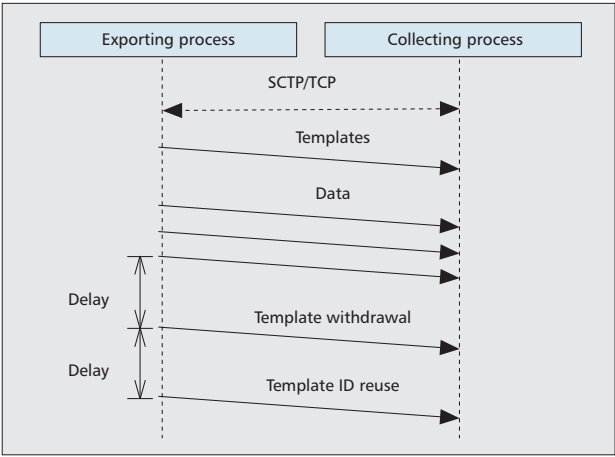 Exporting process
Collecting process
SCTP/TCP
Templates
Data
Delay
Template withdrawal
Delay
Template ID reuse